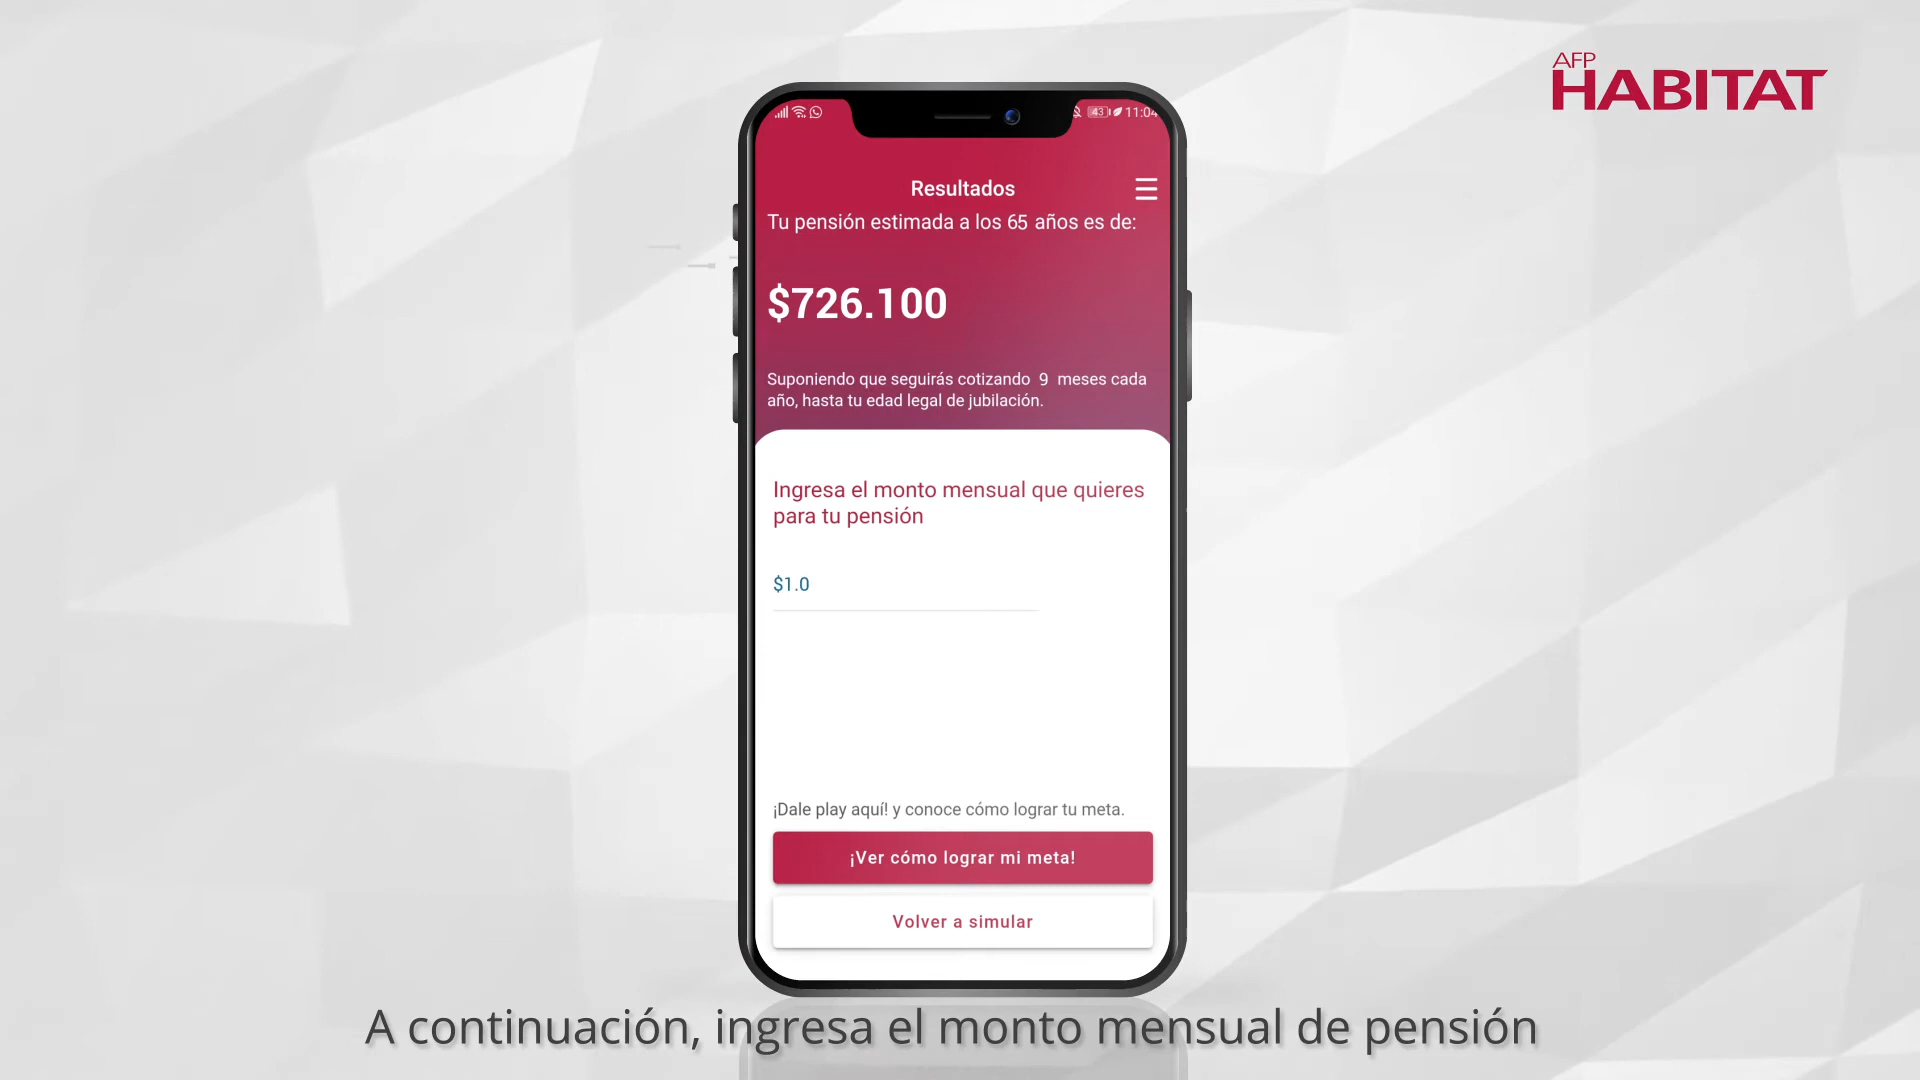 AFP
HABITAT
43
11:04
Resultados
Tu pensión estimada a los 65 años es de:
$726.100
Suponiendo que seguirás cotizando 9 meses cada
año, hasta tu edad legal de jubilación.
Ingresa el monto mensual que quieres
para tu pensión
$1.0
¡Dale play aquí! y conoce cómo lograr tu meta.
¡Ver cómo lograr mi meta!
Volver a simular
A continuación, ingresa el monto mensual de pensión